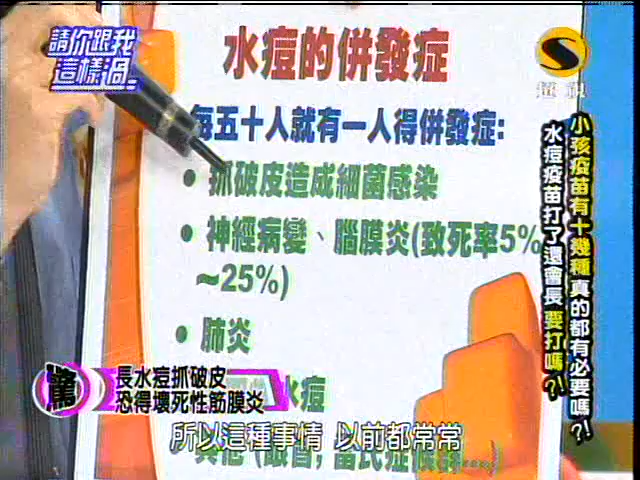 請你跟我
這樣過
水痘的併發症
每五十人就有一人得併發症:
• 抓破皮造成細菌感染
• 神經病變、腦膜炎(致死率5%
~25%)
• 肺炎
水痘
小孩疫苗有十幾種 真的都有必要嗎?!
水痘疫苗打了還會長 要打嗎?!
驚
長水痘抓破皮
恐得壞死性筋膜炎
所以這種事情 以前都常常